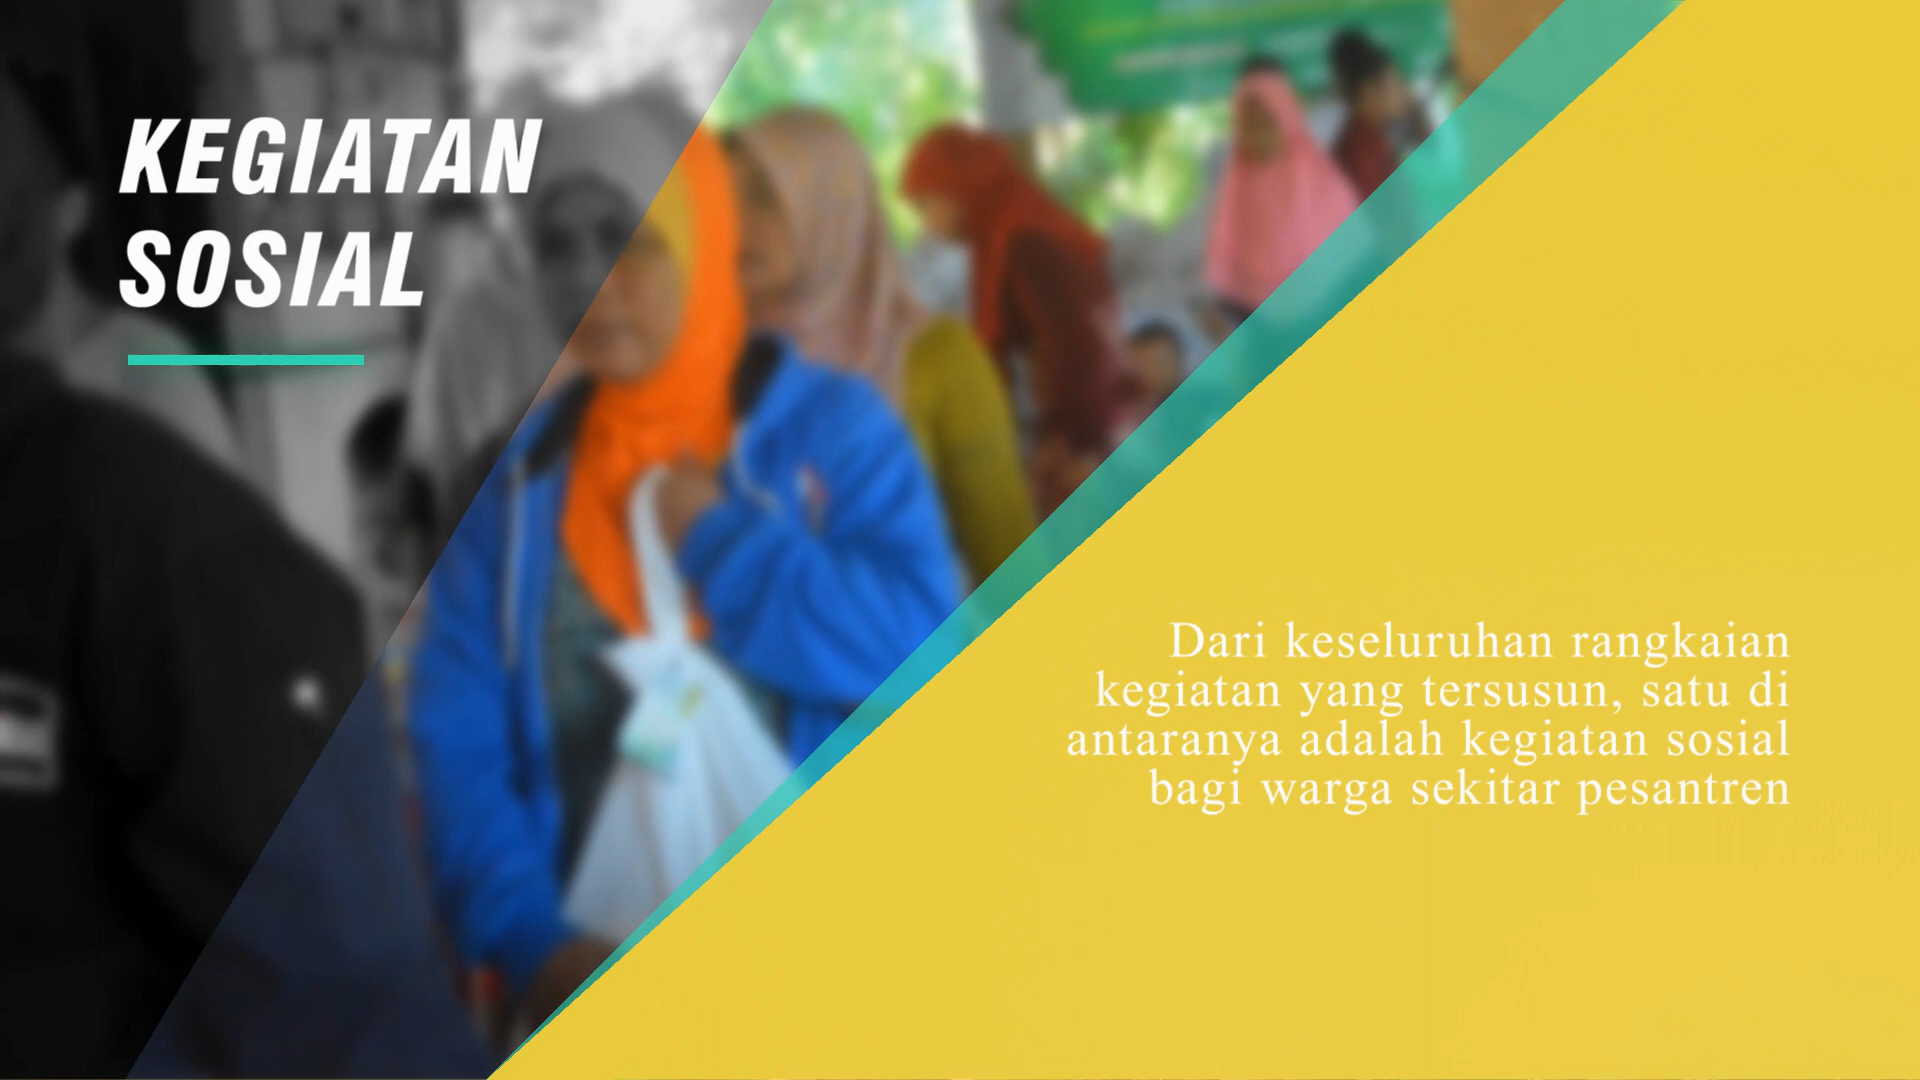 KEGIATAN
SOSIAL
Dari keseluruhan rangkaian
kegiatan yang tersusun, satu di
antaranya adalah kegiatan sosial
bagi warga sekitar pesantren